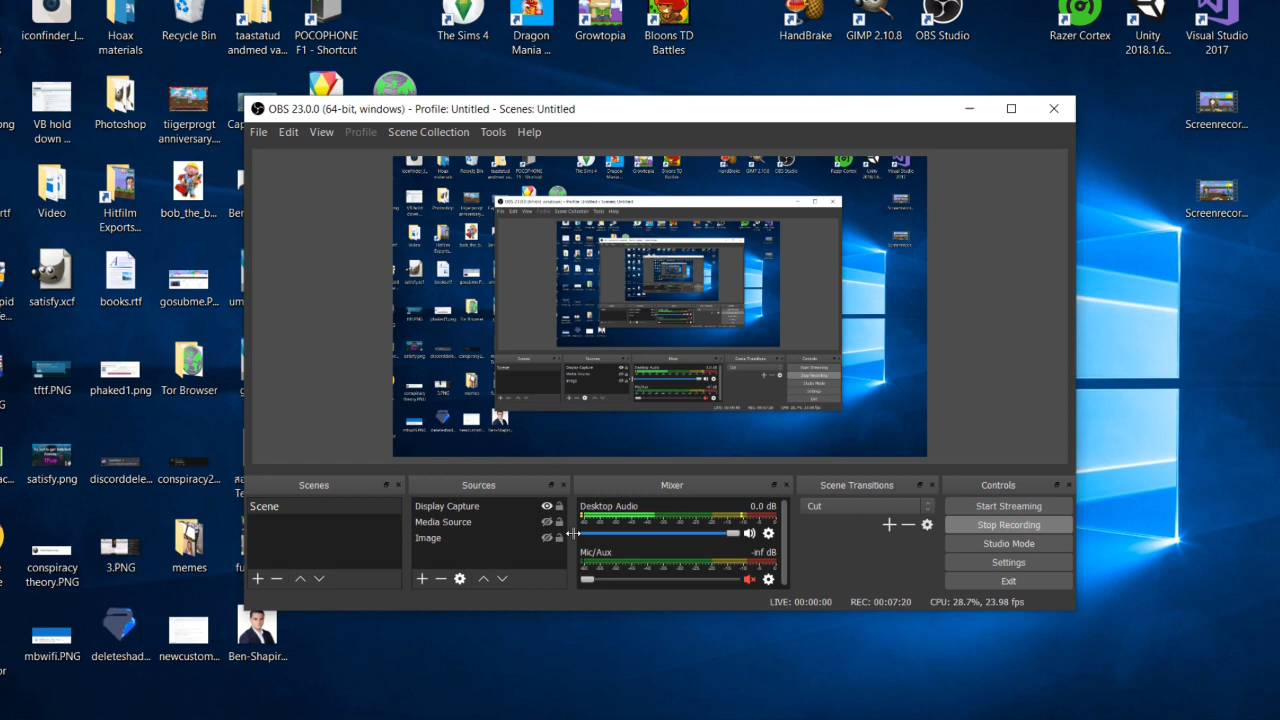 iconfinder_I...
Hoax
materials
Recycle Bin
taastatud
andmed va...
POCOPHONE
F1 - Shortcut
The Sims 4
Dragon
Mania ...
Growtopia
Bloons TD
Battles
HandBrake
GIMP 2.10.8
OBS Studio
Razer Cortex
Unity
2018.1.6...
Visual Studio
2017
VB hold
down ...
Photoshop
tiigerprogt
anniversary....
Screenrecor...
Video
Hitfilm
Exports...
bob_the_b...
Screenrecor...
satisfy.xcf
books.rtf
gosubme.P...
tftf.PNG
phaken1.png
Tor Browser
satisfy.png
discorddele...
conspiracy2...
conspiracy
theory.PNG
3.PNG
memes
mbwifi.PNG
deleteshad...
newcustom...
Ben-Shapir...
OBS 23.0.0 (64-bit, windows) - Profile: Untitled - Scenes: Untitled
File Edit View Profile Scene Collection Tools Help
Scenes
Scene
Sources
Display Capture
Media Source
Image
Mixer
Desktop Audio 0.0 dB
Mic/Aux -inf dB
Scene Transitions
Cut
Controls
Start Streaming
Stop Recording
Studio Mode
Settings
Exit
LIVE: 00:00:00 REC: 00:07:20 CPU: 28.7%, 23.98 fps